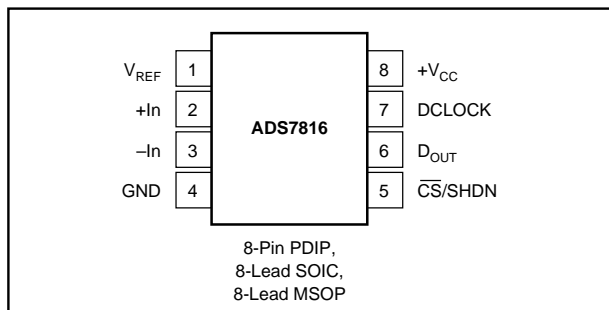 V_REF 1 8 +V_CC
+In 2 7 DCLOCK
ADS7816
–In 3 6 D_OUT
GND 4 5 C̅S̅/SHDN
8-Pin PDIP,
8-Lead SOIC,
8-Lead MSOP